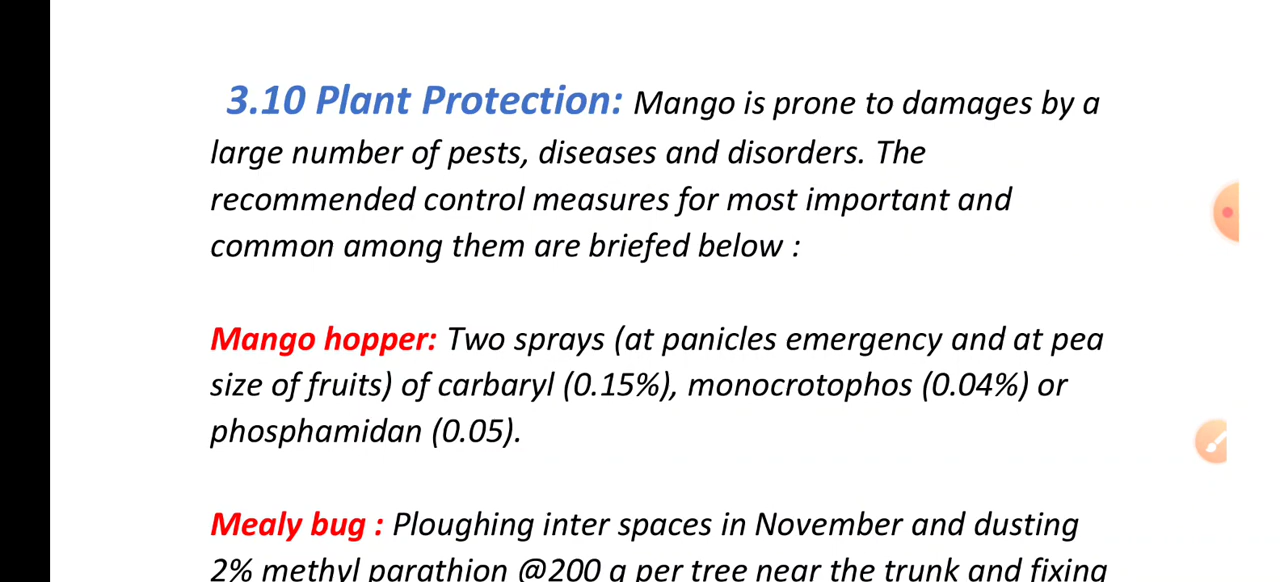 3.10 Plant Protection: Mango is prone to damages by a
large number of pests, diseases and disorders. The
recommended control measures for most important and
common among them are briefed below :
Mango hopper: Two sprays (at panicles emergency and at pea
size of fruits) of carbaryl (0.15%), monocrotophos (0.04%) or
phosphamidan (0.05).
Mealy bug : Ploughing inter spaces in November and dusting
2% methyl parathion @200 g per tree near the trunk and fixing